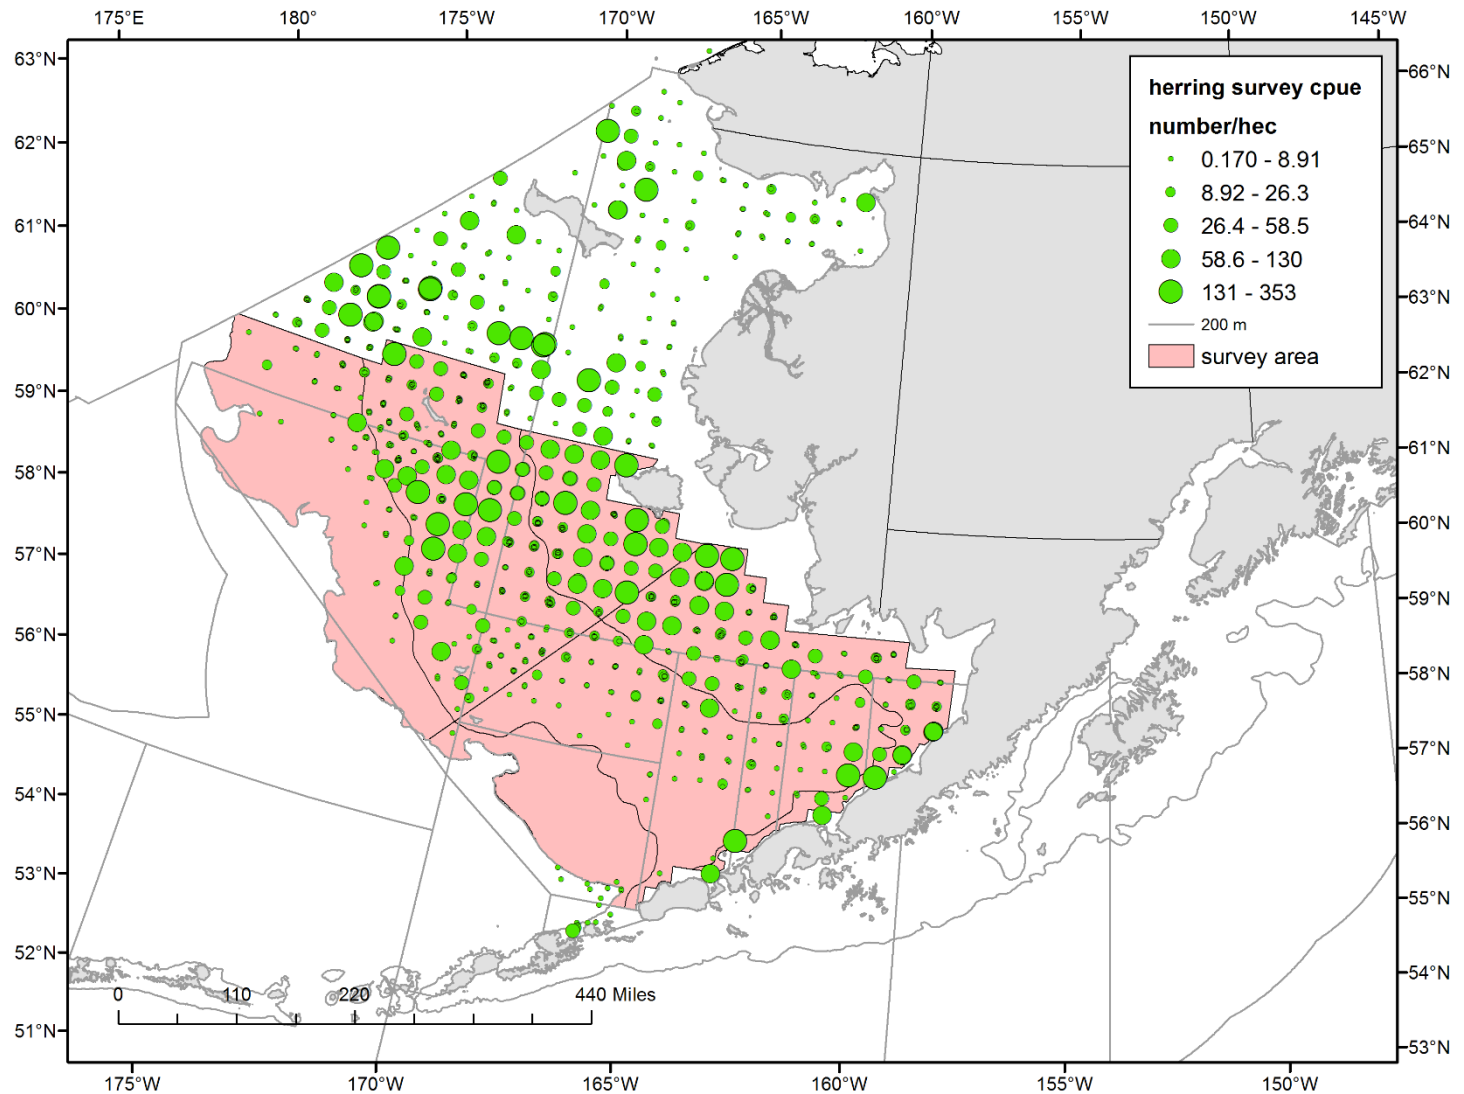 175°E 180° 175°W 170°W 165°W 160°W 155°W 150°W 145°W
63°N
62°N
61°N
60°N
59°N
58°N
57°N
56°N
55°N
54°N
53°N
52°N
51°N
herring survey cpue
number/hec
0.170 - 8.91
8.92 - 26.3
26.4 - 58.5
58.6 - 130
131 - 353
200 m
survey area
66°N
65°N
64°N
63°N
62°N
61°N
60°N
59°N
58°N
57°N
56°N
55°N
54°N
53°N
0 110 220 440 Miles
175°W 170°W 165°W 160°W 155°W 150°W